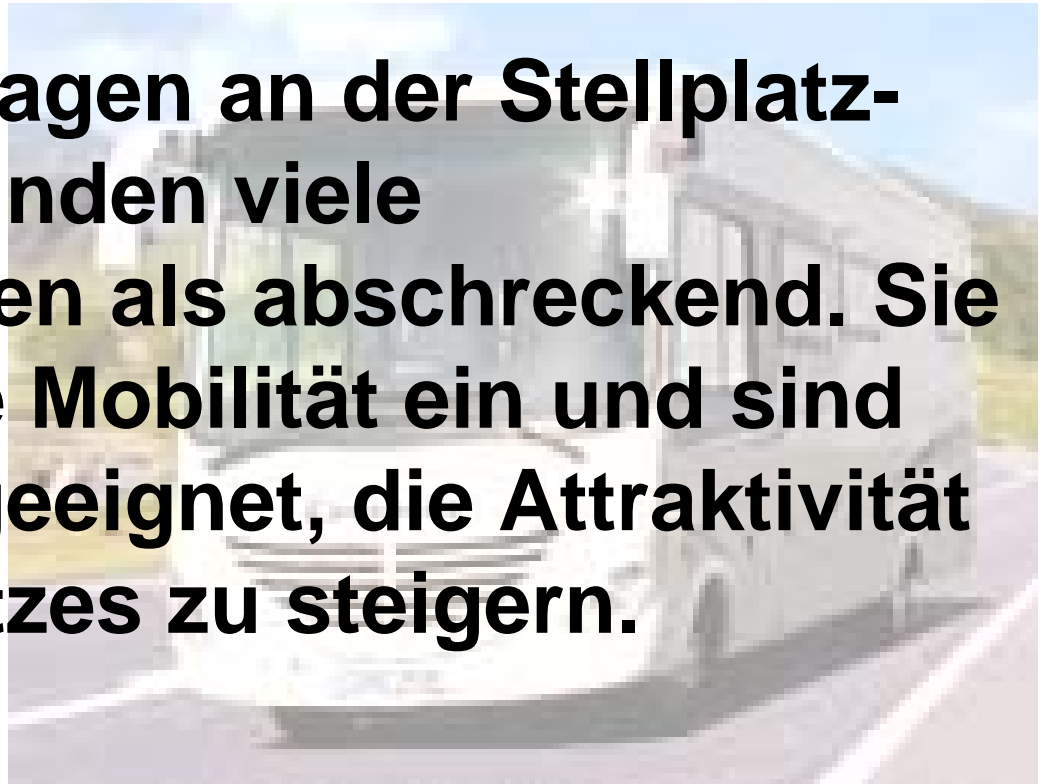 agen an der Stellplatz-
nden viele
en als abschreckend. Sie
e Mobilität ein und sind
geeignet, die Attraktivität
tzes zu steigern.